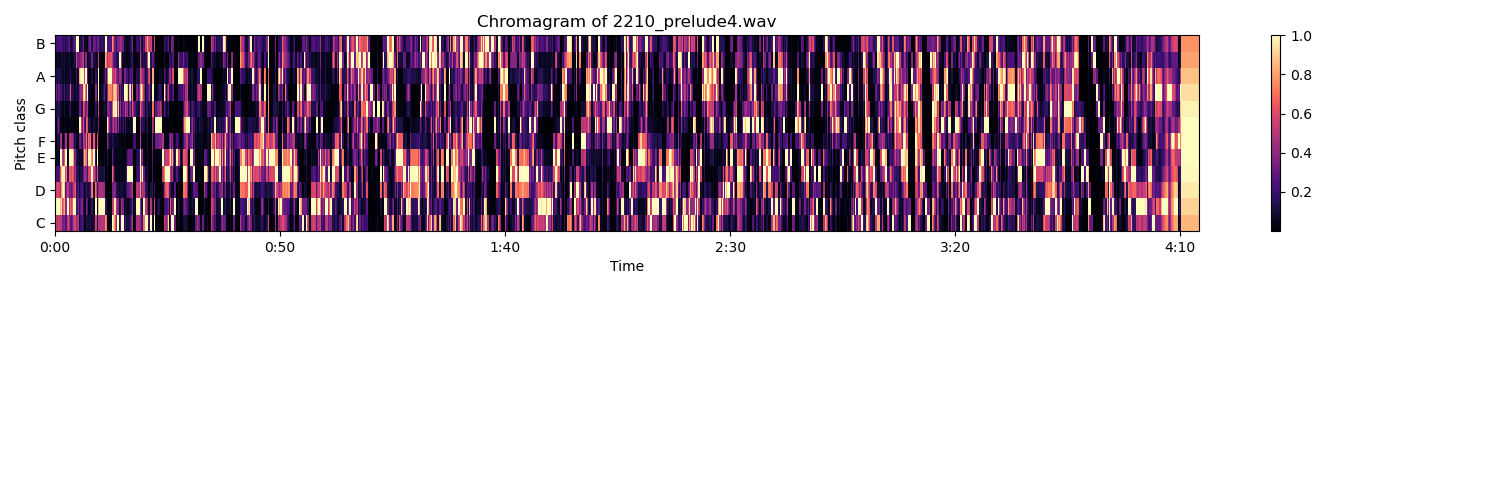 Chromagram of 2210_prelude4.wav
Pitch class
B
A
G
F
E
D
C
0:00 0:50 1:40 2:30 3:20 4:10
Time
1.0
0.8
0.6
0.4
0.2